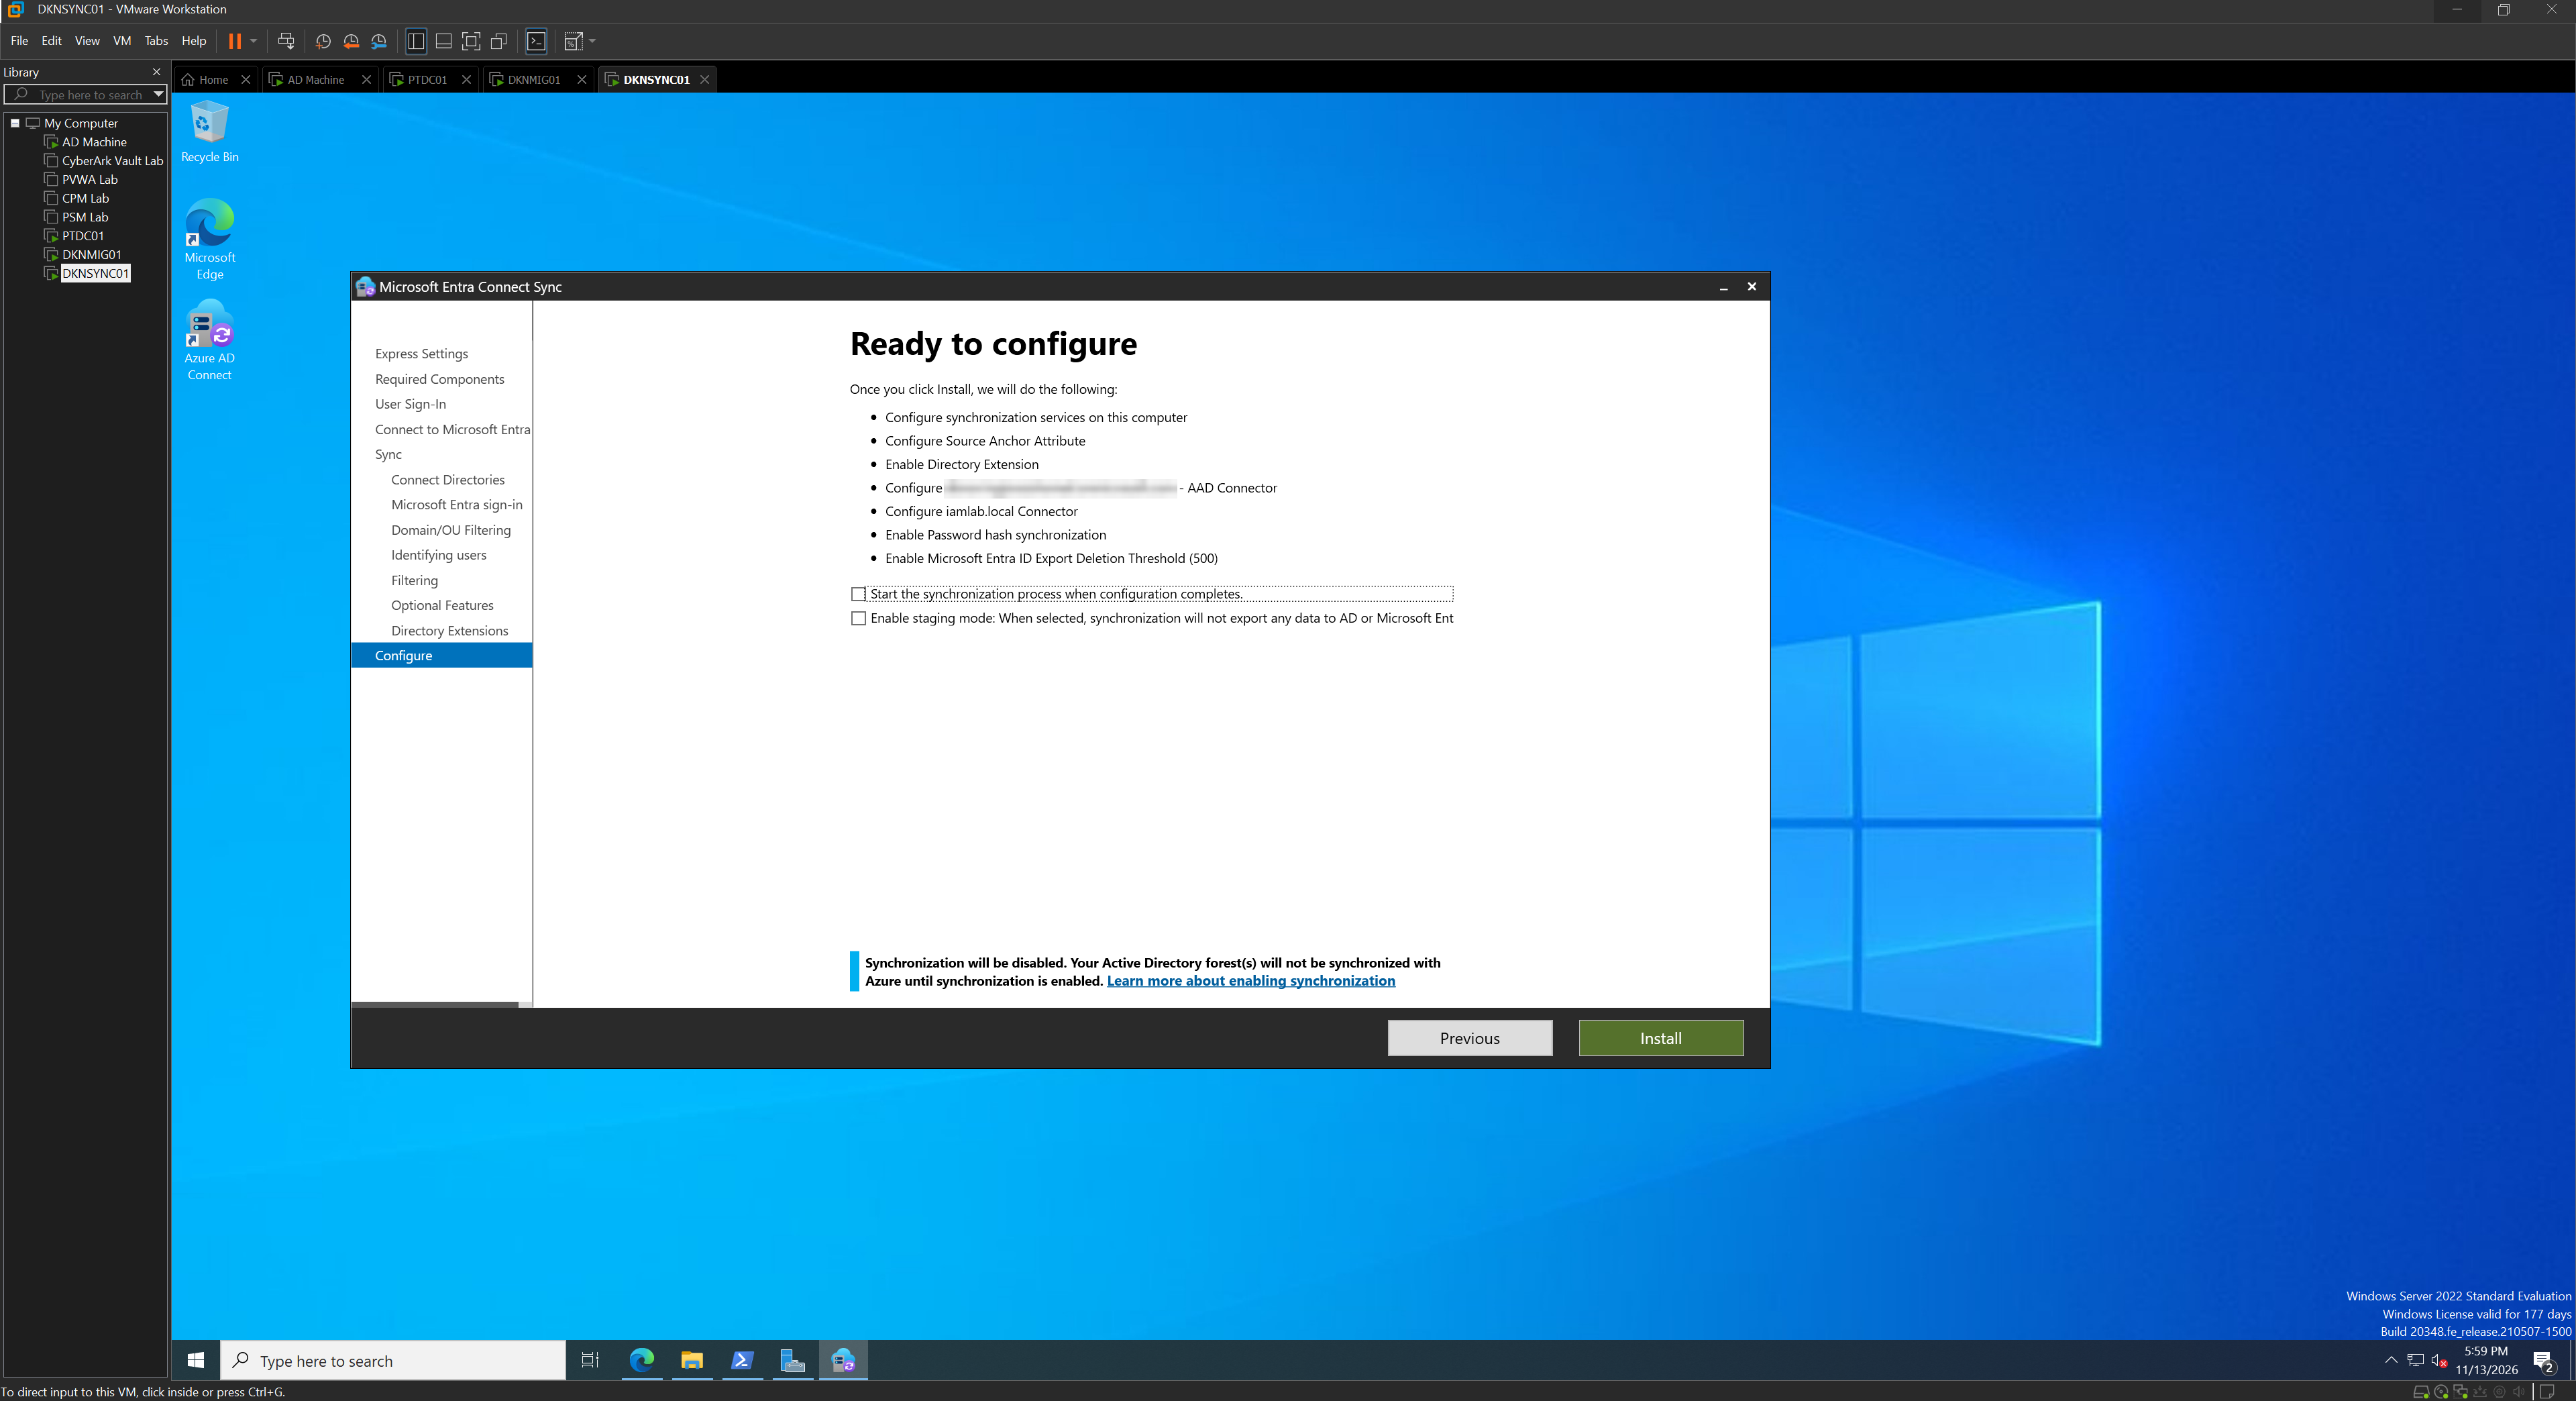 DKNSYNC01 - VMware Workstation
File Edit View VM Tabs Help
Library
Type here to search
My Computer
AD Machine
CyberArk Vault Lab
PVWA Lab
CPM Lab
PSM Lab
PTDC01
DKNMIG01
DKNSYNC01
Home
AD Machine
PTDC01
DKNMIG01
DKNSYNC01
Recycle Bin
Microsoft
Edge
Azure AD
Connect
Microsoft Entra Connect Sync
Express Settings
Required Components
User Sign-In
Connect to Microsoft Entra
Sync
Connect Directories
Microsoft Entra sign-in
Domain/OU Filtering
Identifying users
Filtering
Optional Features
Directory Extensions
Configure
Ready to configure
Once you click Install, we will do the following:
• Configure synchronization services on this computer
• Configure Source Anchor Attribute
• Enable Directory Extension
• Configure - AAD Connector
• Configure iamlab.local Connector
• Enable Password hash synchronization
• Enable Microsoft Entra ID Export Deletion Threshold (500)
Start the synchronization process when configuration completes.
Enable staging mode: When selected, synchronization will not export any data to AD or Microsoft Ent
Synchronization will be disabled. Your Active Directory forest(s) will not be synchronized with
Azure until synchronization is enabled. Learn more about enabling synchronization
Previous
Install
Windows Server 2022 Standard Evaluation
Windows License valid for 177 days
Build 20348.fe_release.210507-1500
Type here to search
5:59 PM
11/13/2026
2
To direct input to this VM, click inside or press Ctrl+G.